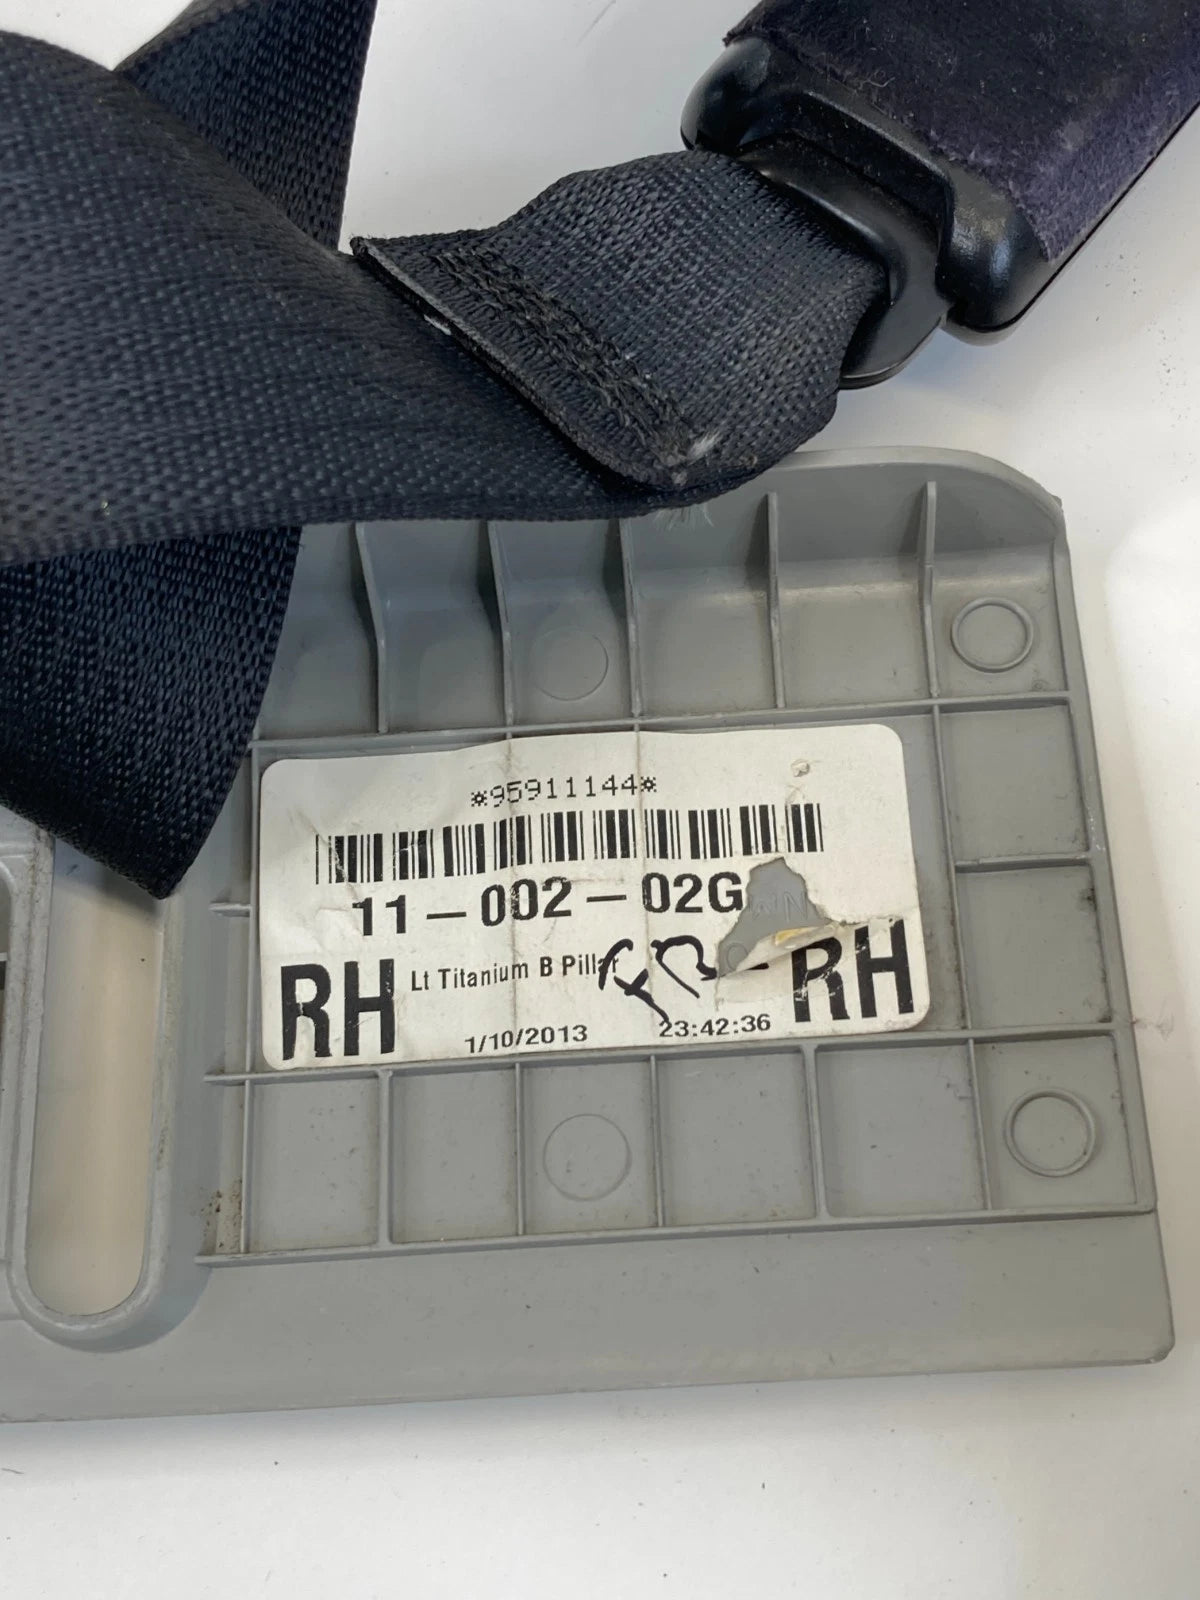 *95911144*
11-002-02G
RH Lt Titanium B Pillar RH
1/10/2013 23:42:36